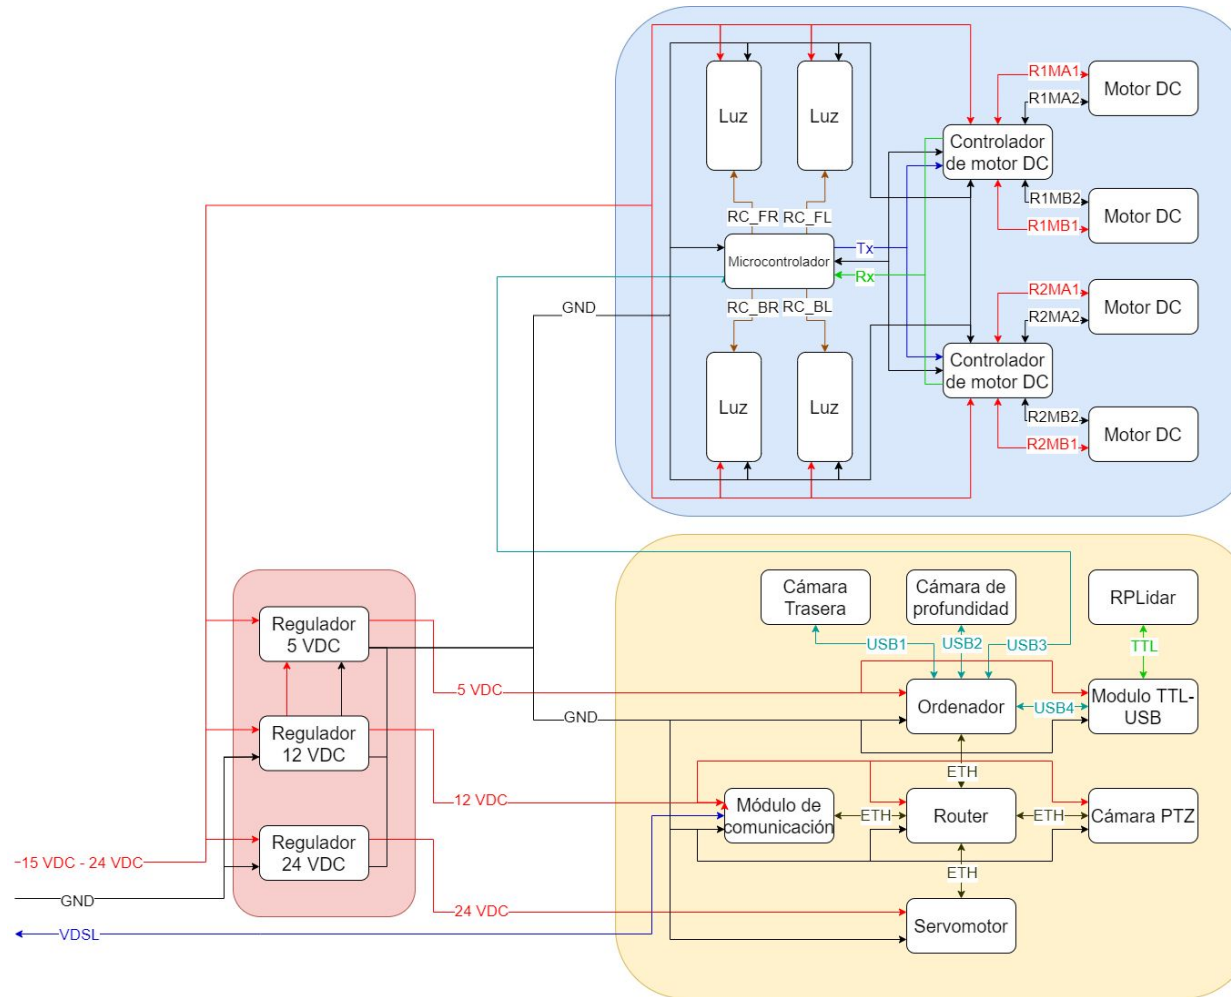 R1MA1
Motor DC
R1MA2
Luz
Luz
Controlador
de motor DC
R1MB2
Motor DC
R1MB1
RC_FR
RC_FL
Microcontrolador
Tx
Rx
RC_BR
RC_BL
GND
R2MA1
Motor DC
R2MA2
Controlador
de motor DC
Luz
Luz
R2MB2
Motor DC
R2MB1
Cámara
Trasera
Cámara de
profundidad
RPLidar
USB1
USB2
USB3
TTL
Regulador
5 VDC
5 VDC
Ordenador
USB4
Modulo TTL-
USB
GND
Regulador
12 VDC
ETH
12 VDC
Módulo de
comunicación
ETH
Router
ETH
Cámara PTZ
Regulador
24 VDC
15 VDC - 24 VDC
ETH
GND
24 VDC
Servomotor
VDSL